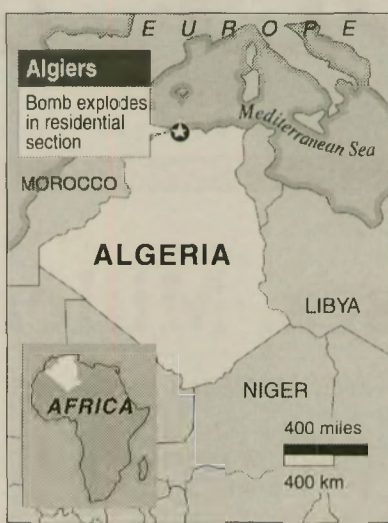 EUROPE
Algiers
Bomb explodes
in residential
section
Mediterranean Sea
MOROCCO
ALGERIA
LIBYA
NIGER
AFRICA
400 miles
400 km